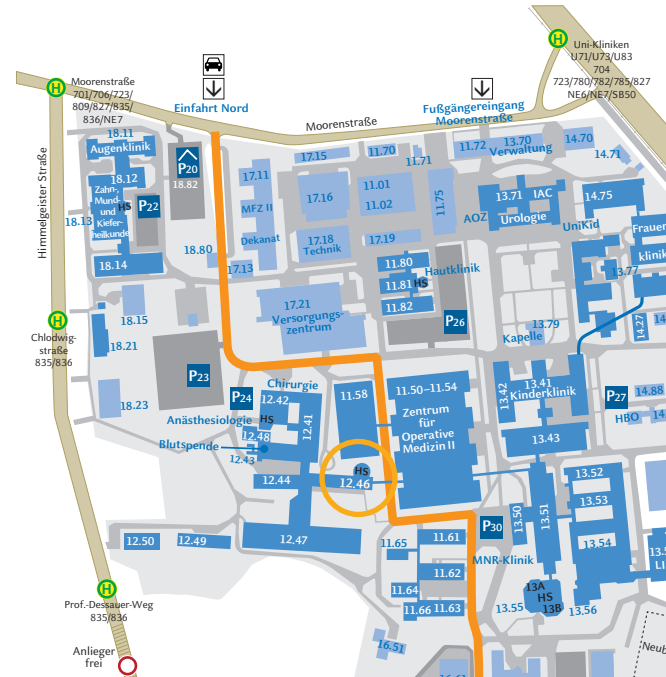 H
Uni-Kliniken
U71/U73/U83
704
723/780/782/785/827
NE6/NE7/SB50
H
Moorenstraße
701/706/723/
809/827/835/
836/NE7
Einfahrt Nord
Moorenstraße
Fußgängereingang
Moorenstraße
Himmelgeister Straße
18.11
Augenklinik
18.12
Zahn-,
Mund-
und
Kiefer-
heilkunde
HS
18.13
18.14
P22
P20
18.82
18.80
17.11
MFZ II
Dekanat
17.13
17.15
17.16
17.18
Technik
11.70
11.71
11.01
11.02
17.19
11.75
11.72
13.70
Verwaltung
14.70
14.71
AOZ
13.71
IAC
Urologie
14.75
UniKid
Frauen
klinik
13.77
11.80
11.81
HS
11.82
Hautklinik
P26
17.21
Versorgungs-
zentrum
18.15
18.21
18.23
H
Chlodwig-
straße
835/836
P23
P24
13.79
Kapelle
14.27
14.
Chirurgie
12.42
12.41
Anästhesiologie
HS
12.48
Blutspende
12.43
12.44
11.58
11.50–11.54
Zentrum
für
Operative
Medizin II
HS
12.46
13.42
13.41
Kinderklinik
13.43
P27
14.88
HBO
14.
12.50
12.49
12.47
11.65
11.61
11.62
11.64
11.66
11.63
P30
MNR-Klinik
13.50
13.51
13.52
13.53
13.54
13.5
LI
13A
HS
13B
13.55
13.56
H
Prof.-Dessauer-Weg
835/836
Anlieger
frei
16.51
Neub